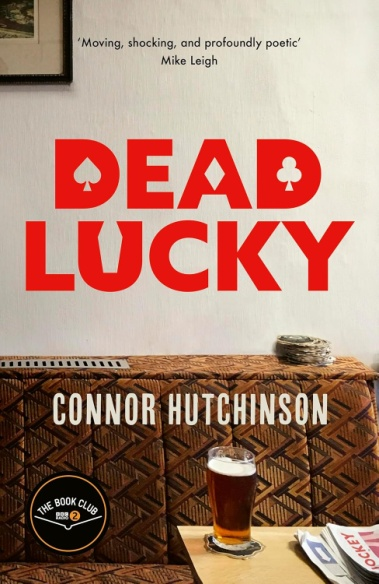 ‘Moving, shocking, and profoundly poetic’
Mike Leigh
DEAD
LUCKY
CONNOR HUTCHINSON
THE BOOK CLUB
BBC
RADIO 2
OCKEY